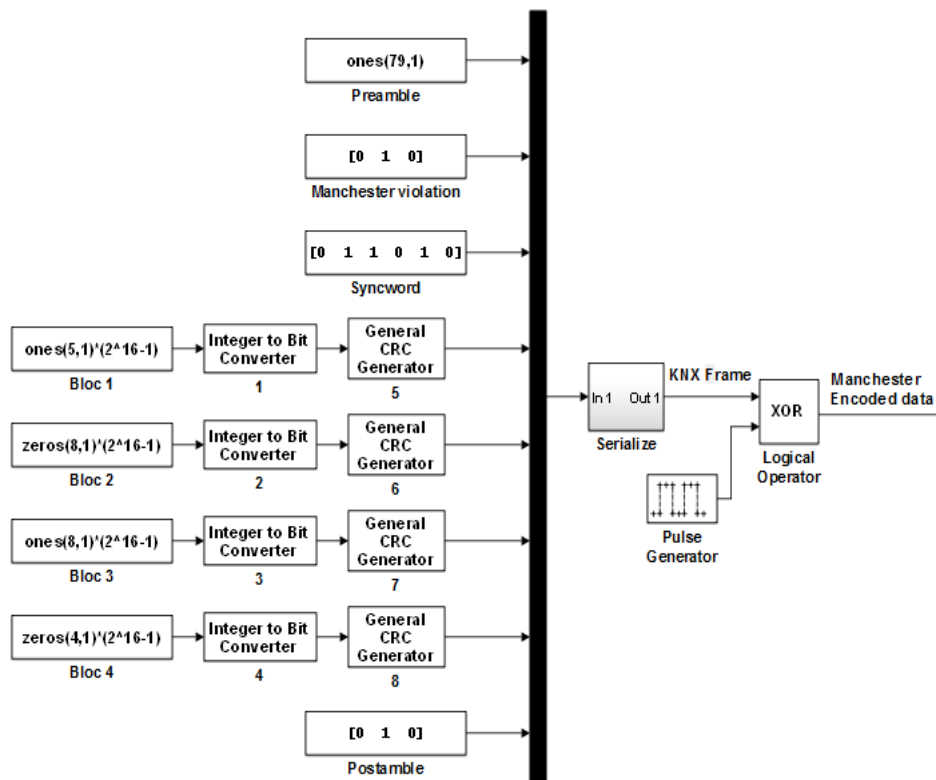 ones(79,1)
Preamble
[0 1 0]
Manchester violation
[0 1 1 0 1 0]
Syncword
ones(5,1)*(2^16-1)
Bloc 1
Integer to Bit
Converter
1
General
CRC
Generator
5
zeros(8,1)*(2^16-1)
Bloc 2
Integer to Bit
Converter
2
General
CRC
Generator
6
ones(8,1)*(2^16-1)
Bloc 3
Integer to Bit
Converter
3
General
CRC
Generator
7
zeros(4,1)*(2^16-1)
Bloc 4
Integer to Bit
Converter
4
General
CRC
Generator
8
[0 1 0]
Postamble
In1 Out1
Serialize
KNX Frame
XOR
Logical
Operator
Manchester
Encoded data
Pulse
Generator